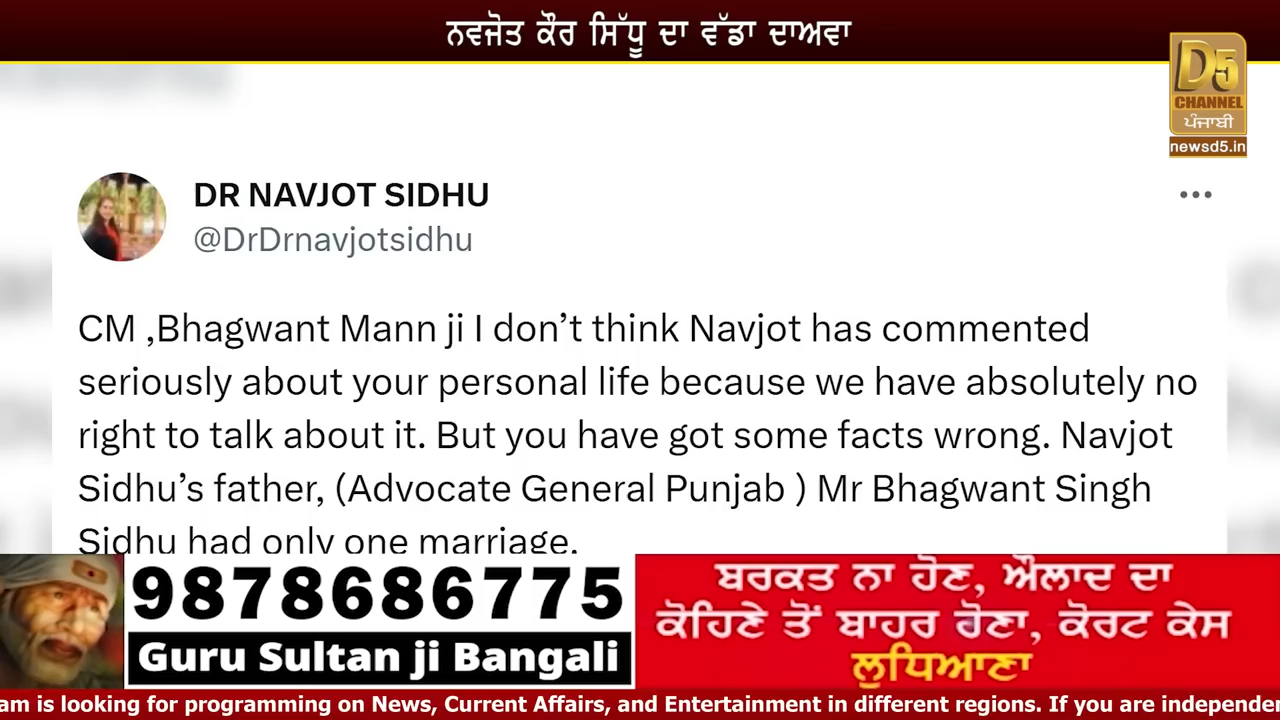 ਨਵਜੋਤ ਕੌਰ ਸਿੱਧੂ ਦਾ ਵੱਡਾ ਦਾਅਵਾ
D5
CHANNEL
ਪੰਜਾਬੀ
newsd5.in
DR NAVJOT SIDHU
@DrDrnavjotsidhu
CM ,Bhagwant Mann ji I don’t think Navjot has commented
seriously about your personal life because we have absolutely no
right to talk about it. But you have got some facts wrong. Navjot
Sidhu’s father, (Advocate General Punjab ) Mr Bhagwant Singh
Sidhu had only one marriage.
9878686775
Guru Sultan ji Bangali
ਬਰਕਤ ਨਾ ਹੋਣ, ਔਲਾਦ ਦਾ
ਕੋਹਿਣੇ ਤੋਂ ਬਾਹਰ ਹੋਣਾ, ਕੋਰਟ ਕੇਸ
ਲੁਧਿਆਣਾ
am is looking for programming on News, Current Affairs, and Entertainment in different regions. If you are independe